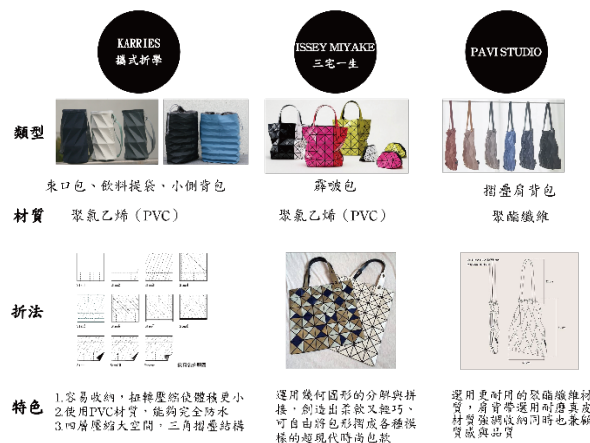 KARRIES
攝式折學
ISSEY MIYAKE
三宅一生
PAVI STUDIO
類型
束口包、飲料提袋、小側背包
霹啵包
摺疊肩背包
材質
聚氯乙烯（PVC）
聚氯乙烯（PVC）
聚酯纖維
折法
特色
1.容易收納，扭轉壓縮使體積更小
2.使用PVC材質，能夠完全防水
3.四層壓縮大空間，三角摺疊結構
運用幾何圖形的分解與拼
接，創造出柔軟又輕巧、
可自由將包形摺成各種模
樣的超現代時尚包款
選用更耐用的聚酯纖維材
質，肩背帶選用耐磨真皮
材質強調收納同時也兼顧
質感與品質